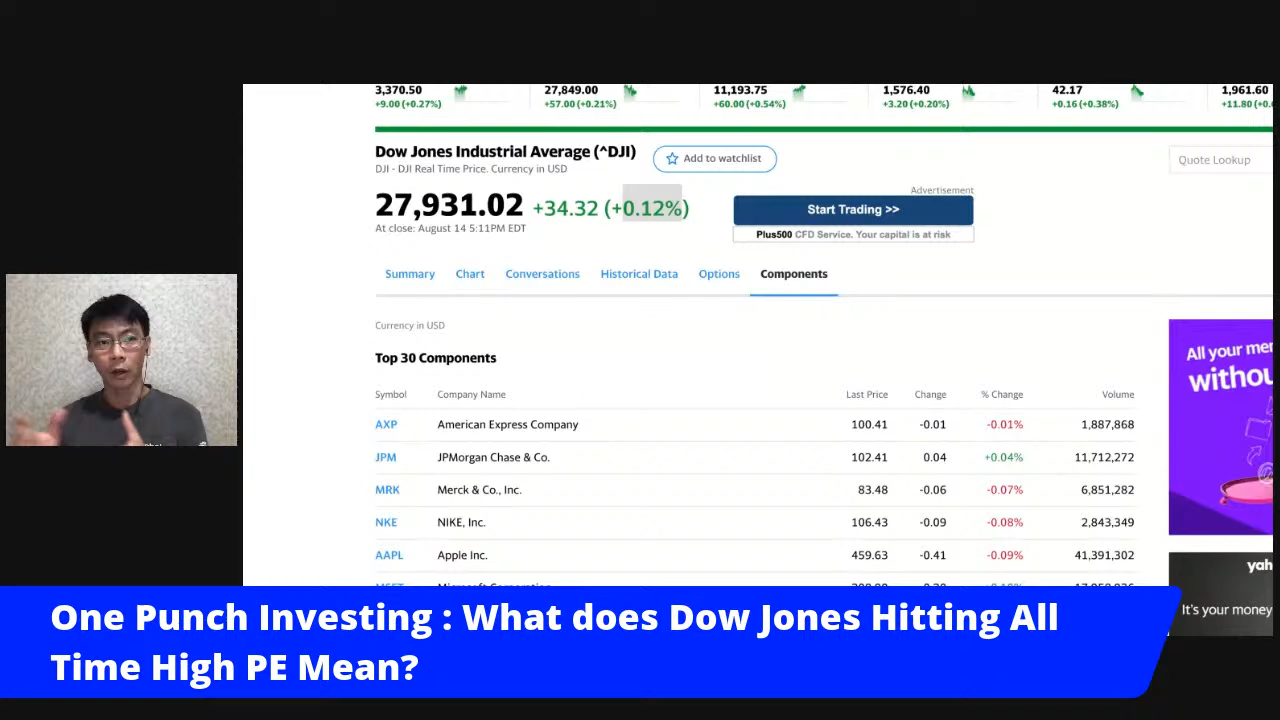 3,370.50 27,849.00 11,193.75 1,576.40 42.17 1,961.60
+9.00 (+0.27%) +57.00 (+0.21%) +60.00 (+0.54%) +3.20 (+0.20%) +0.16 (+0.38%) +11.80
Dow Jones Industrial Average (^DJI) Add to watchlist Quote Lookup
DJI - DJI Real Time Price. Currency in USD
Advertisement
27,931.02 +34.32 (+0.12%) Start Trading >>
At close: August 14 5:11PM EDT Plus500 CFD Service. Your capital is at risk
Summary Chart Conversations Historical Data Options Components
Currency in USD
All your
Top 30 Components
Symbol Company Name Last Price Change % Change Volume
AXP American Express Company 100.41 -0.01 -0.01% 1,887,868
JPM JPMorgan Chase & Co. 102.41 0.04 +0.04% 11,712,272
MRK Merck & Co., Inc. 83.48 -0.06 -0.07% 6,851,282
NKE NIKE, Inc. 106.43 -0.09 -0.08% 2,843,349
AAPL Apple Inc. 459.63 -0.41 -0.09% 41,391,302
It's your money
One Punch Investing : What does Dow Jones Hitting All
Time High PE Mean?